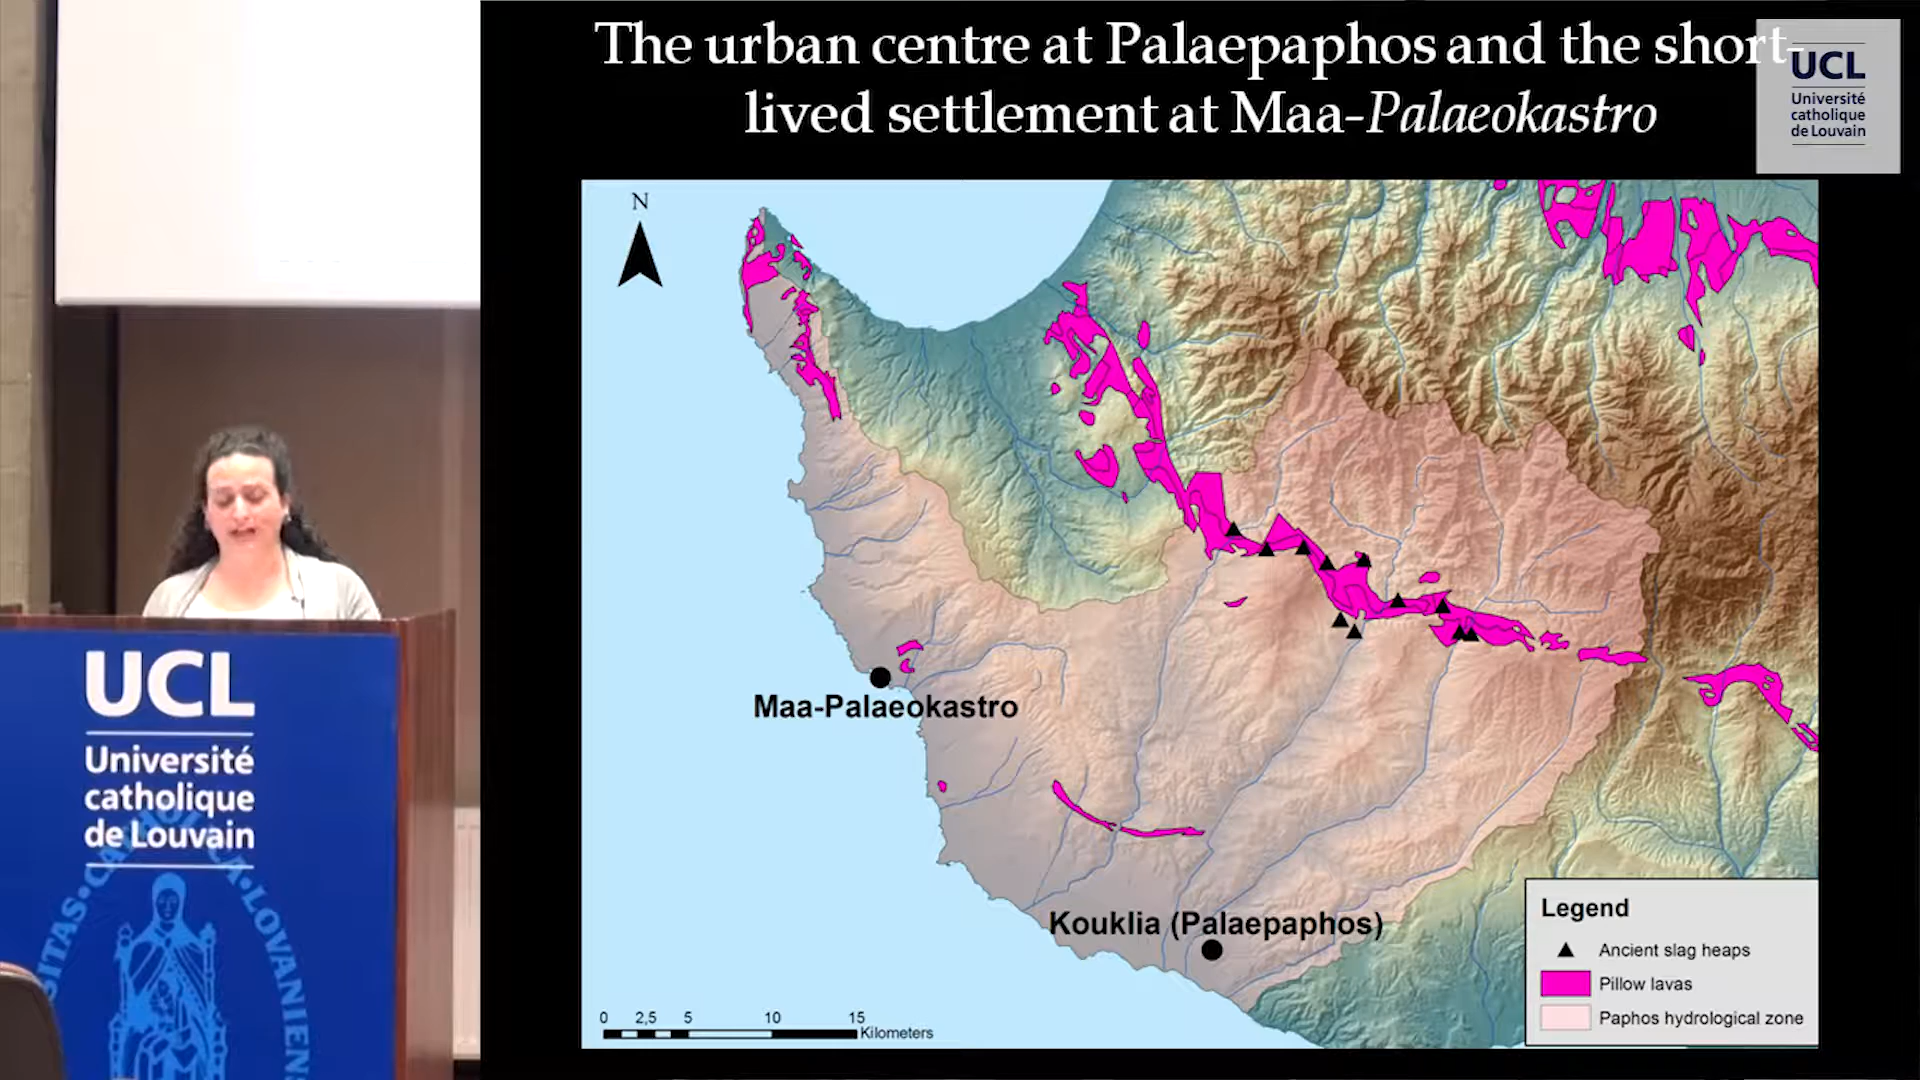 The urban centre at Palaepaphos and the short-
lived settlement at Maa-Palaeokastro
UCL
Université
catholique
de Louvain
N
Maa-Palaeokastro
Kouklia (Palaepaphos)
0 2,5 5 10 15
Kilometers
Legend
Ancient slag heaps
Pillow lavas
Paphos hydrological zone
UCL
Université
catholique
de Louvain